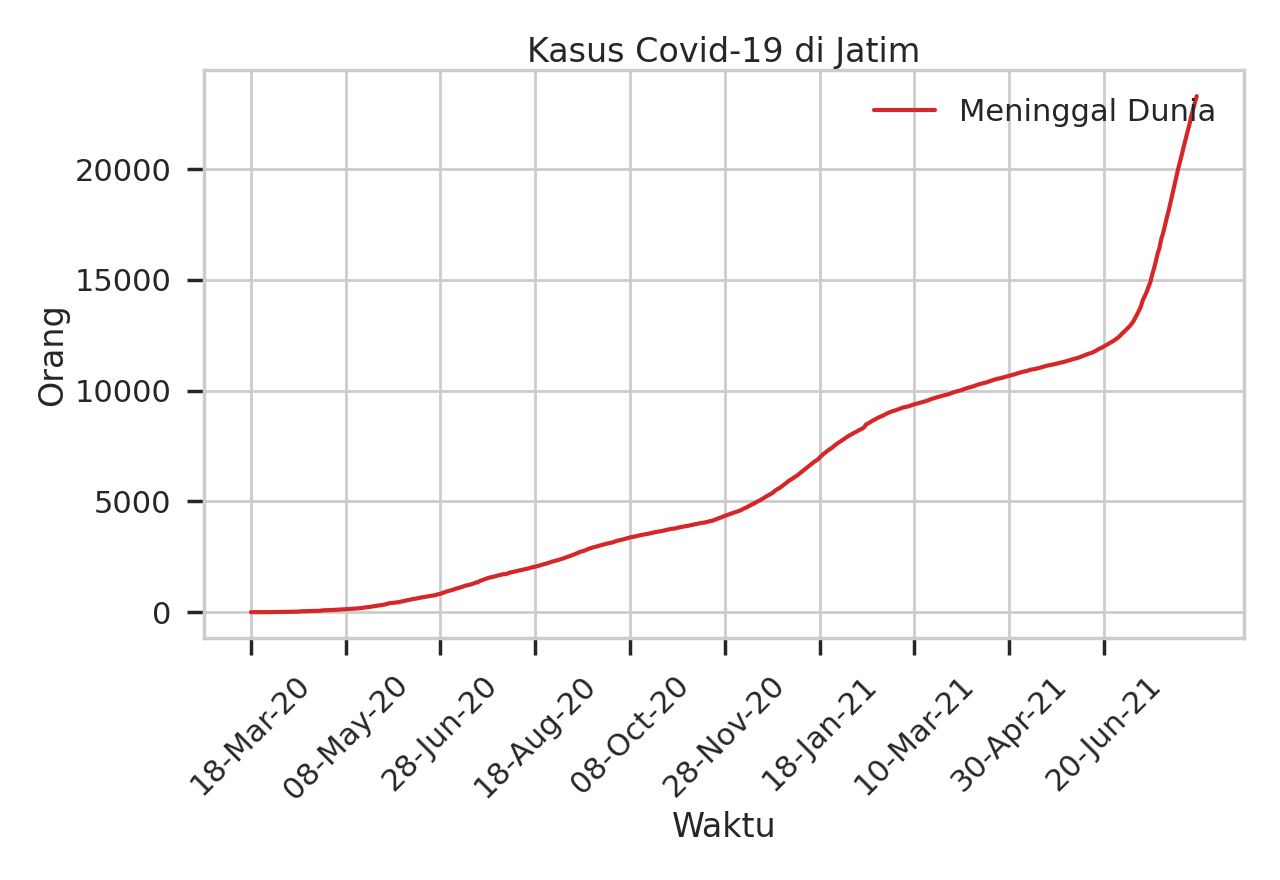 Kasus Covid-19 di Jatim
Meninggal Dunia
Orang
20000
15000
10000
5000
0
18-Mar-20
08-May-20
28-Jun-20
18-Aug-20
08-Oct-20
28-Nov-20
18-Jan-21
10-Mar-21
30-Apr-21
20-Jun-21
Waktu